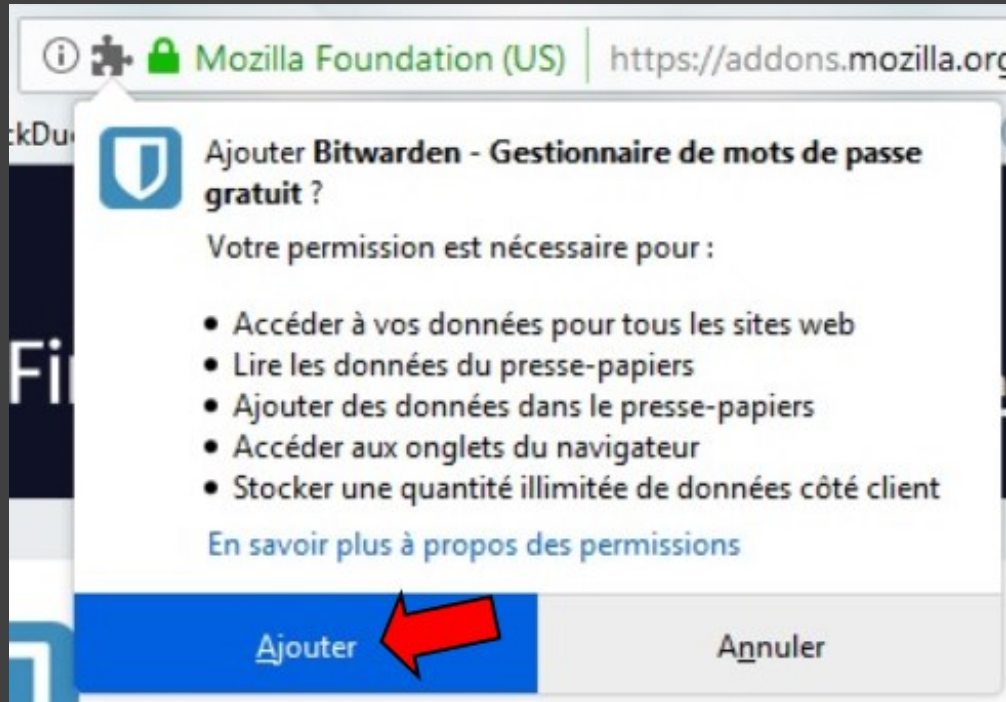 Mozilla Foundation (US) https://addons.mozilla.org
kDu
Ajouter Bitwarden - Gestionnaire de mots de passe
gratuit ?
Votre permission est nécessaire pour :
• Accéder à vos données pour tous les sites web
• Lire les données du presse-papiers
• Ajouter des données dans le presse-papiers
• Accéder aux onglets du navigateur
• Stocker une quantité illimitée de données côté client
Fi
En savoir plus à propos des permissions
Ajouter Annuler